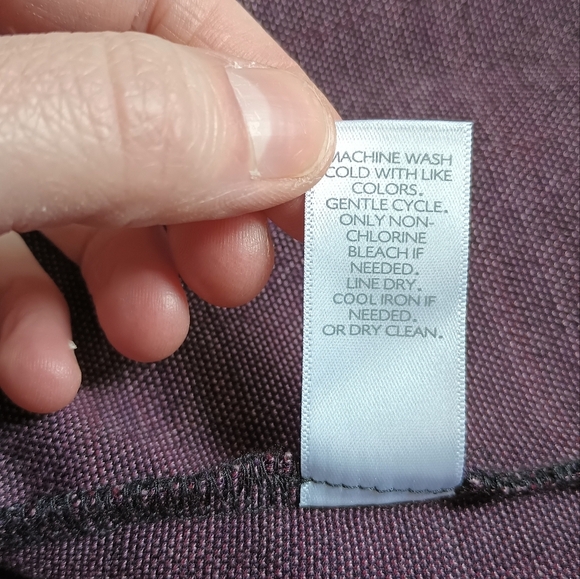 MACHINE WASH
COLD WITH LIKE
COLORS.
GENTLE CYCLE.
ONLY NON-
CHLORINE
BLEACH IF
NEEDED.
LINE DRY.
COOL IRON IF
NEEDED.
OR DRY CLEAN.